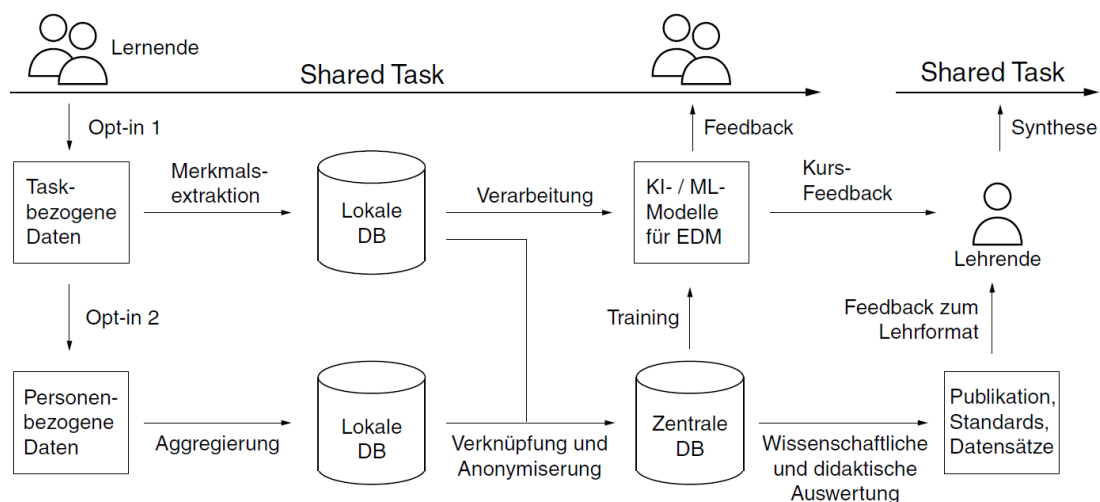 Lernende
Shared Task
Shared Task
Opt-in 1
Feedback
Synthese
Task-
bezogene
Daten
Merkmals-
extraktion
Lokale
DB
Verarbeitung
KI- / ML-
Modelle
für EDM
Kurs-
Feedback
Lehrende
Opt-in 2
Training
Feedback zum
Lehrformat
Personen-
bezogene
Daten
Aggregierung
Lokale
DB
Verknüpfung und
Anonymiserung
Zentrale
DB
Wissenschaftliche
und didaktische
Auswertung
Publikation,
Standards,
Datensätze